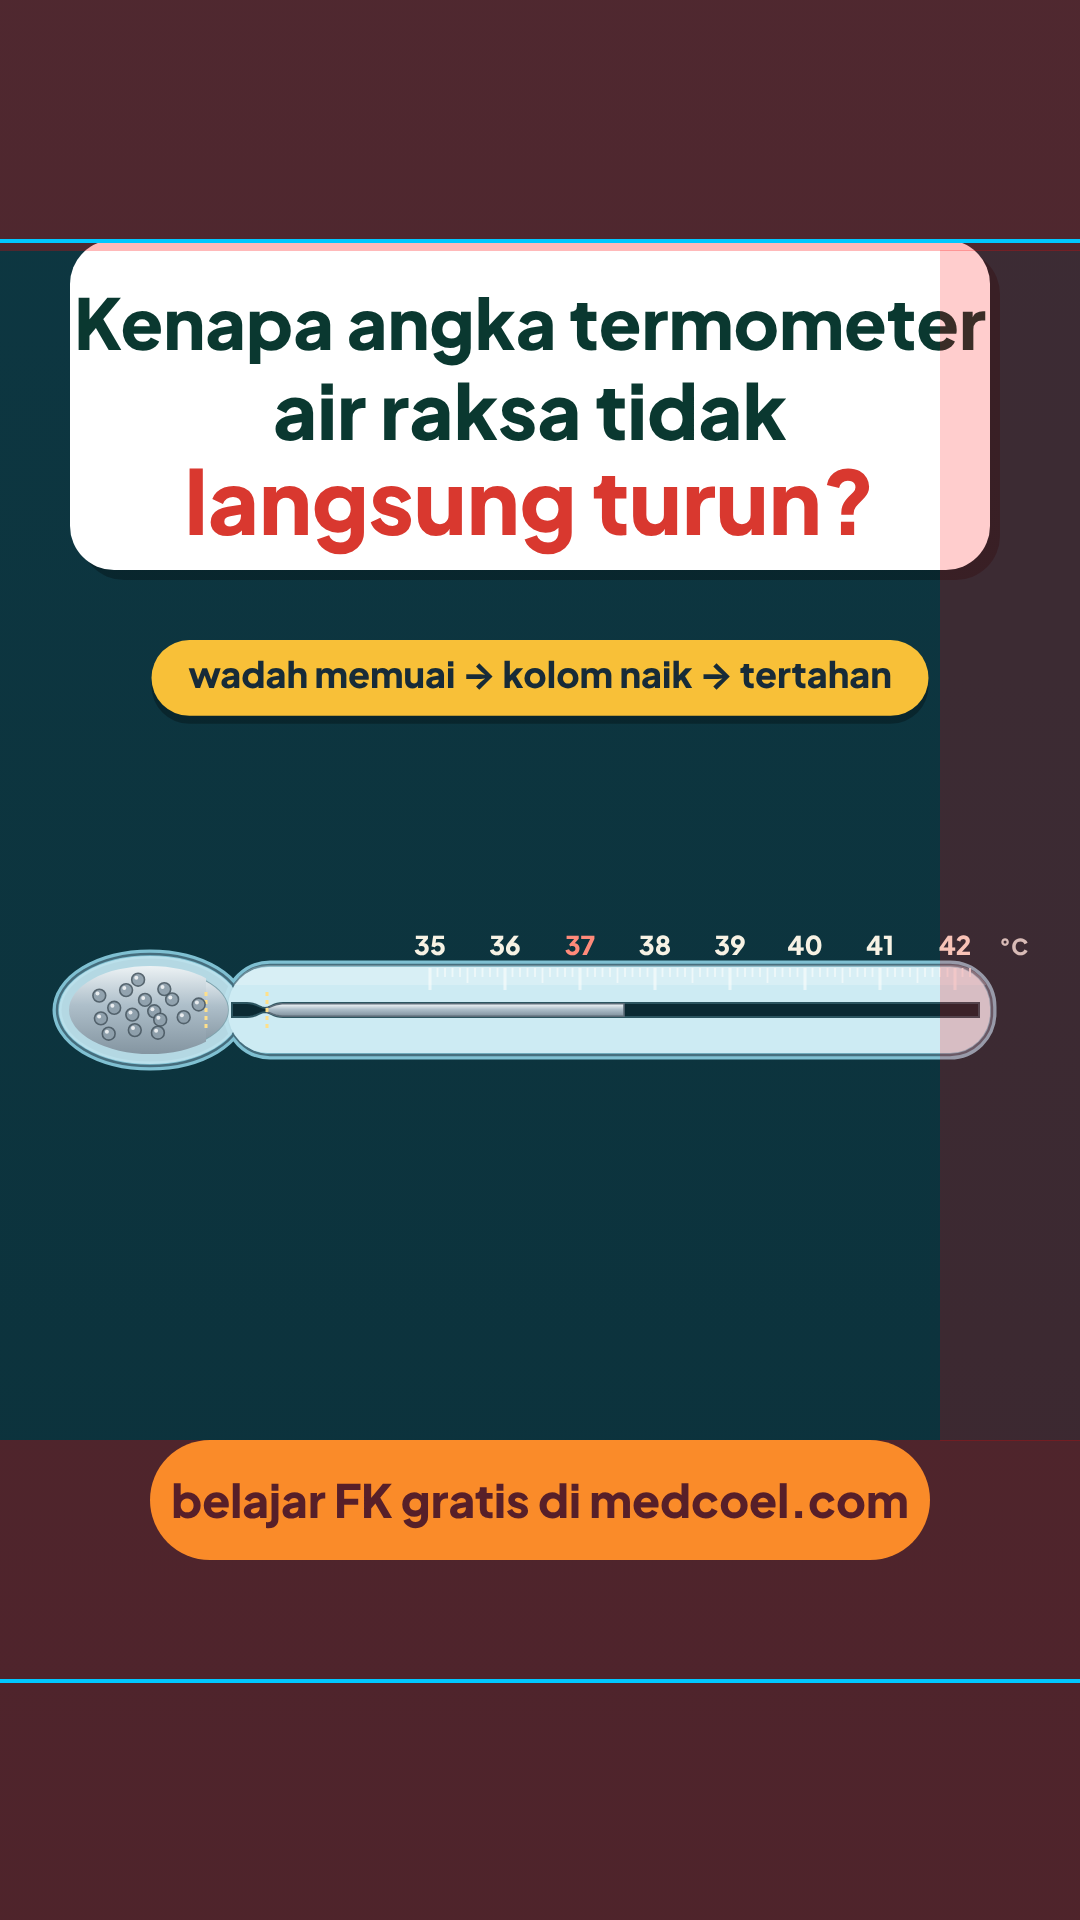 Kenapa angka termometer
air raksa tidak
langsung turun?
wadah memuai → kolom naik → tertahan
35 36 37 38 39 40 41 42 °C
belajar FK gratis di medcoel.com